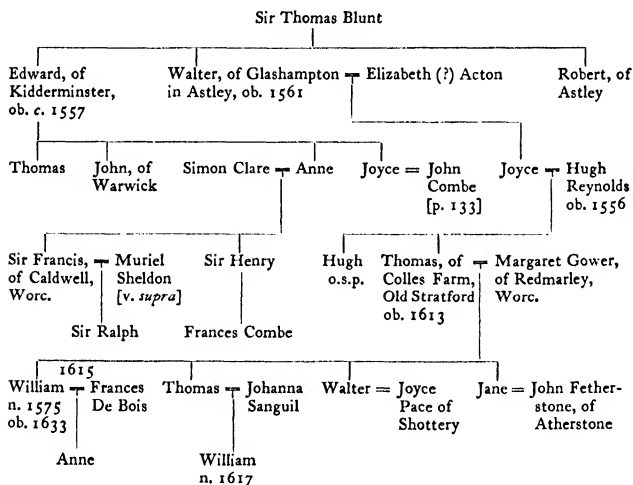 Sir Thomas Blunt
Edward, of
Kidderminster,
ob. c. 1557
Walter, of Glashampton
in Astley, ob. 1561
Elizabeth (?) Acton
Robert, of
Astley
Thomas
John, of
Warwick
Simon Clare
Anne
Joyce =
John
Combe
[p. 133]
Joyce
Hugh
Reynolds
ob. 1556
Sir Francis,
of Caldwell,
Worc.
Muriel
Sheldon
[v. supra]
Sir Henry
Hugh
o.s.p.
Thomas, of
Colles Farm,
Old Stratford
ob. 1613
Margaret Gower,
of Redmarley,
Worc.
Sir Ralph
Frances Combe
1615
William
n. 1575
ob. 1633
Frances
De Bois
Thomas
Johanna
Sanguil
Walter =
Joyce
Pace of
Shottery
Jane =
John Fether-
stone, of
Atherstone
Anne
William
n. 1617